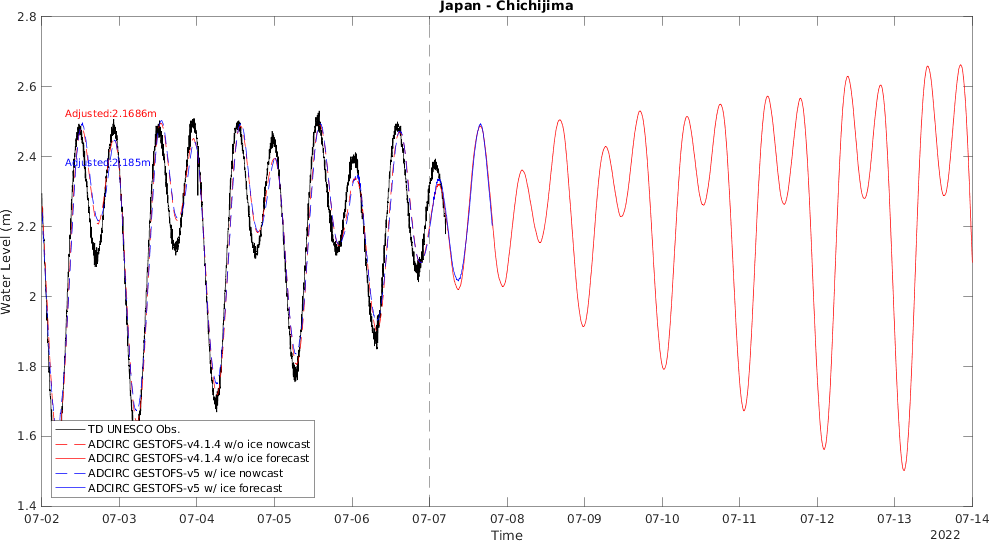 Japan - Chichijima
2.8
2.6
2.4
2.2
2
1.8
1.6
1.4
Water Level (m)
Adjusted:2.1686m
Adjusted:2.185m
TD UNESCO Obs.
ADCIRC GESTOFS-v4.1.4 w/o ice nowcast
ADCIRC GESTOFS-v4.1.4 w/o ice forecast
ADCIRC GESTOFS-v5 w/ ice nowcast
ADCIRC GESTOFS-v5 w/ ice forecast
07-02 07-03 07-04 07-05 07-06 07-07 07-08 07-09 07-10 07-11 07-12 07-13 07-14
Time
2022